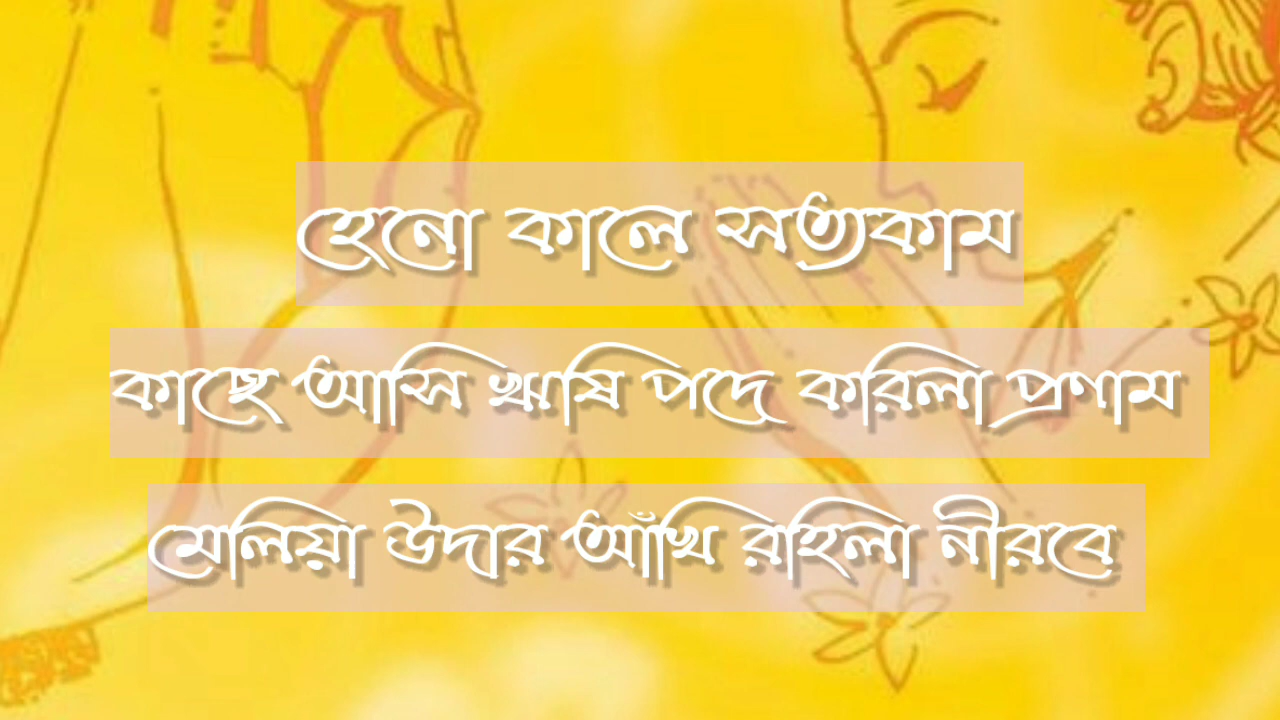 হেনো কালে সত্যকাম
কাছে আসি ঋষি পদে করিলা প্রণাম
মেলিয়া উদার আঁখি রহিলা নীরবে